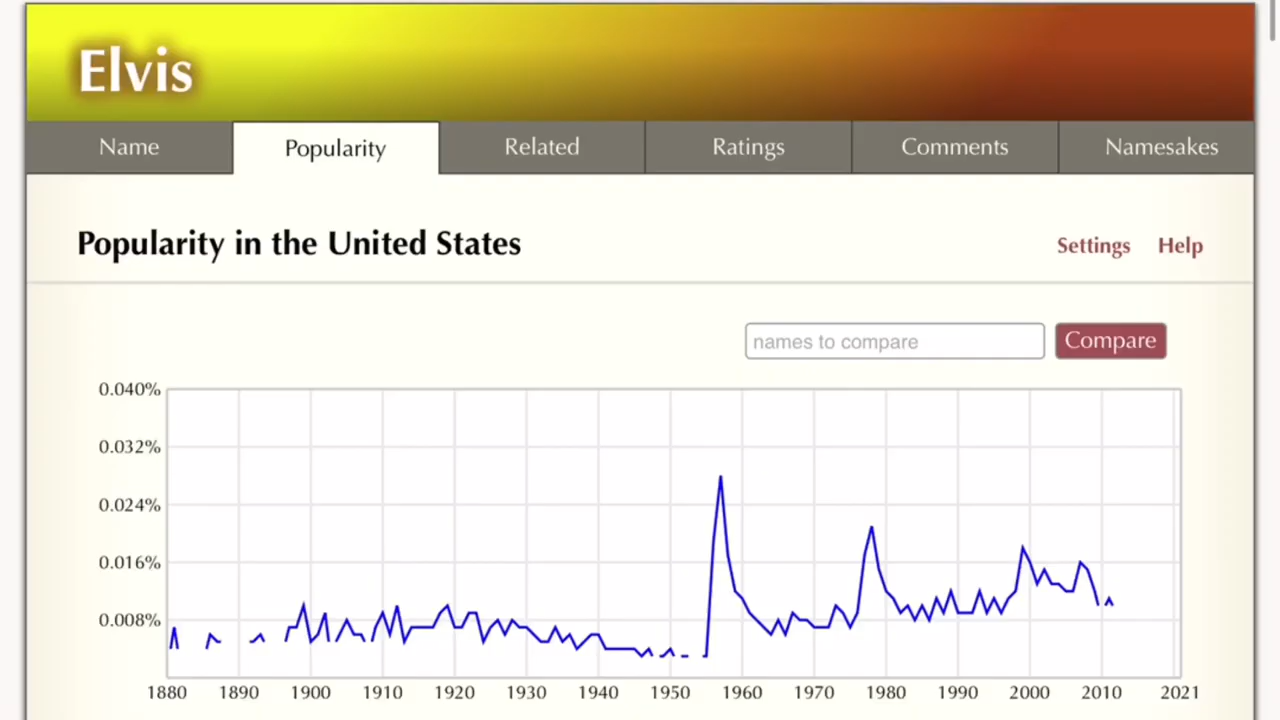 Elvis
Name Popularity Related Ratings Comments Namesakes
Popularity in the United States Settings Help
names to compare Compare
0.040%
0.032%
0.024%
0.016%
0.008%
1880 1890 1900 1910 1920 1930 1940 1950 1960 1970 1980 1990 2000 2010 2021